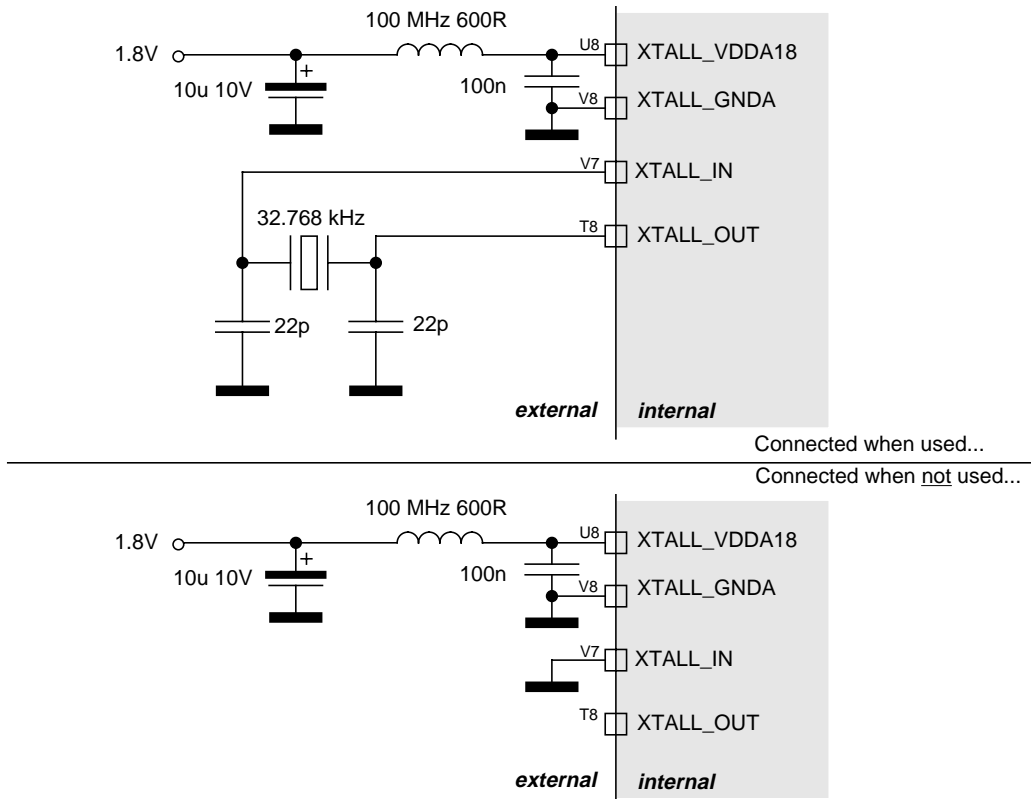 100 MHz 600R
1.8V
U8 XTALL_VDDA18
+
10u 10V
100n
V8 XTALL_GNDA
V7 XTALL_IN
32.768 kHz
T8 XTALL_OUT
22p 22p
external internal
Connected when used...
Connected when not used...
100 MHz 600R
1.8V
U8 XTALL_VDDA18
+
10u 10V
100n
V8 XTALL_GNDA
V7 XTALL_IN
T8 XTALL_OUT
external internal